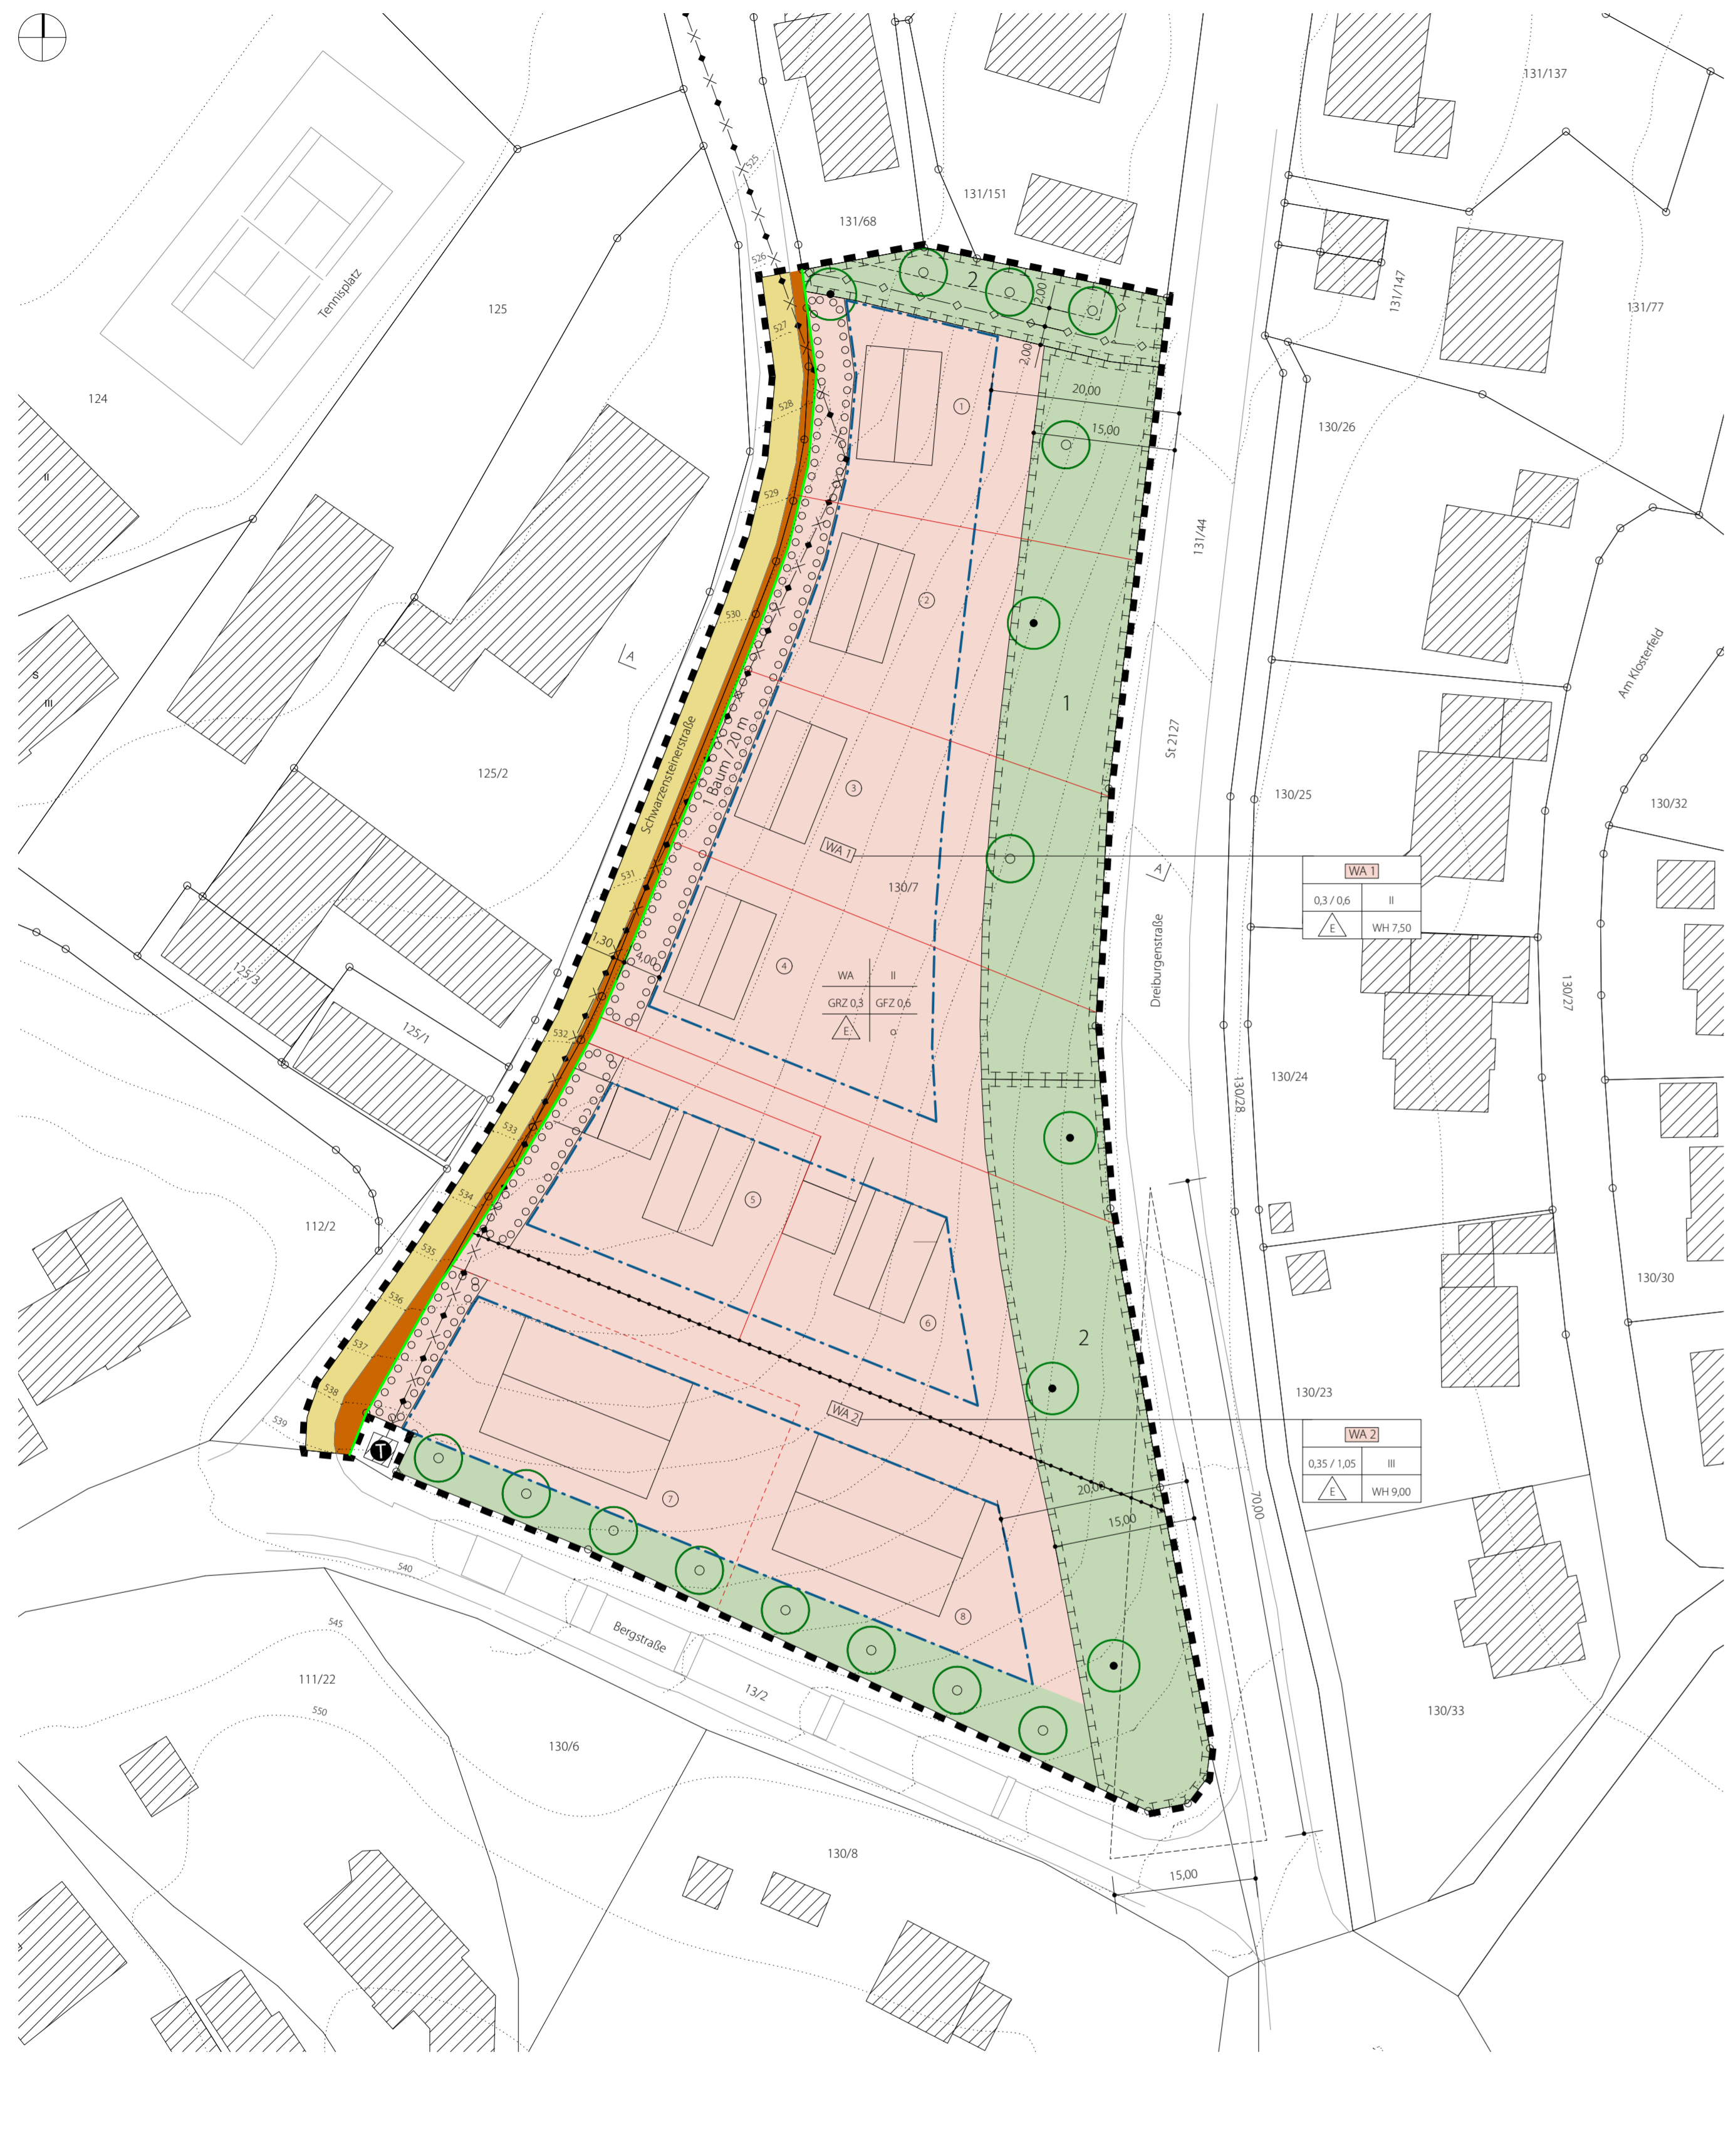 131/137
525
131/151
131/68
526
2
2,00
131/147
131/77
Tennisplatz
125
527
2,00
20,00
124
528
1
15,00
130/26
II
529
131/44
530
2
A
S
III
1
Am Klosterfeld
Schwarzensteinerstraße
1 Baum / 20 m
St 2127
125/2
3
130/25
130/32
WA 1
A
WA 1
0,3 / 0,6
II
E
WH 7,50
531
130/7
1,30
4,00
4
Dreiburgenstraße
125/3
WA
II
GRZ 0,3
GFZ 0,6
E
o
130/27
125/1
532
130/24
130/28
533
534
5
112/2
535
6
2
130/30
536
537
538
539
WA 2
130/23
WA 2
0,35 / 1,05
III
E
WH 9,00
T
7
20,00
70,00
15,00
540
8
545
Bergstraße
111/22
13/2
550
130/33
130/6
130/8
15,00